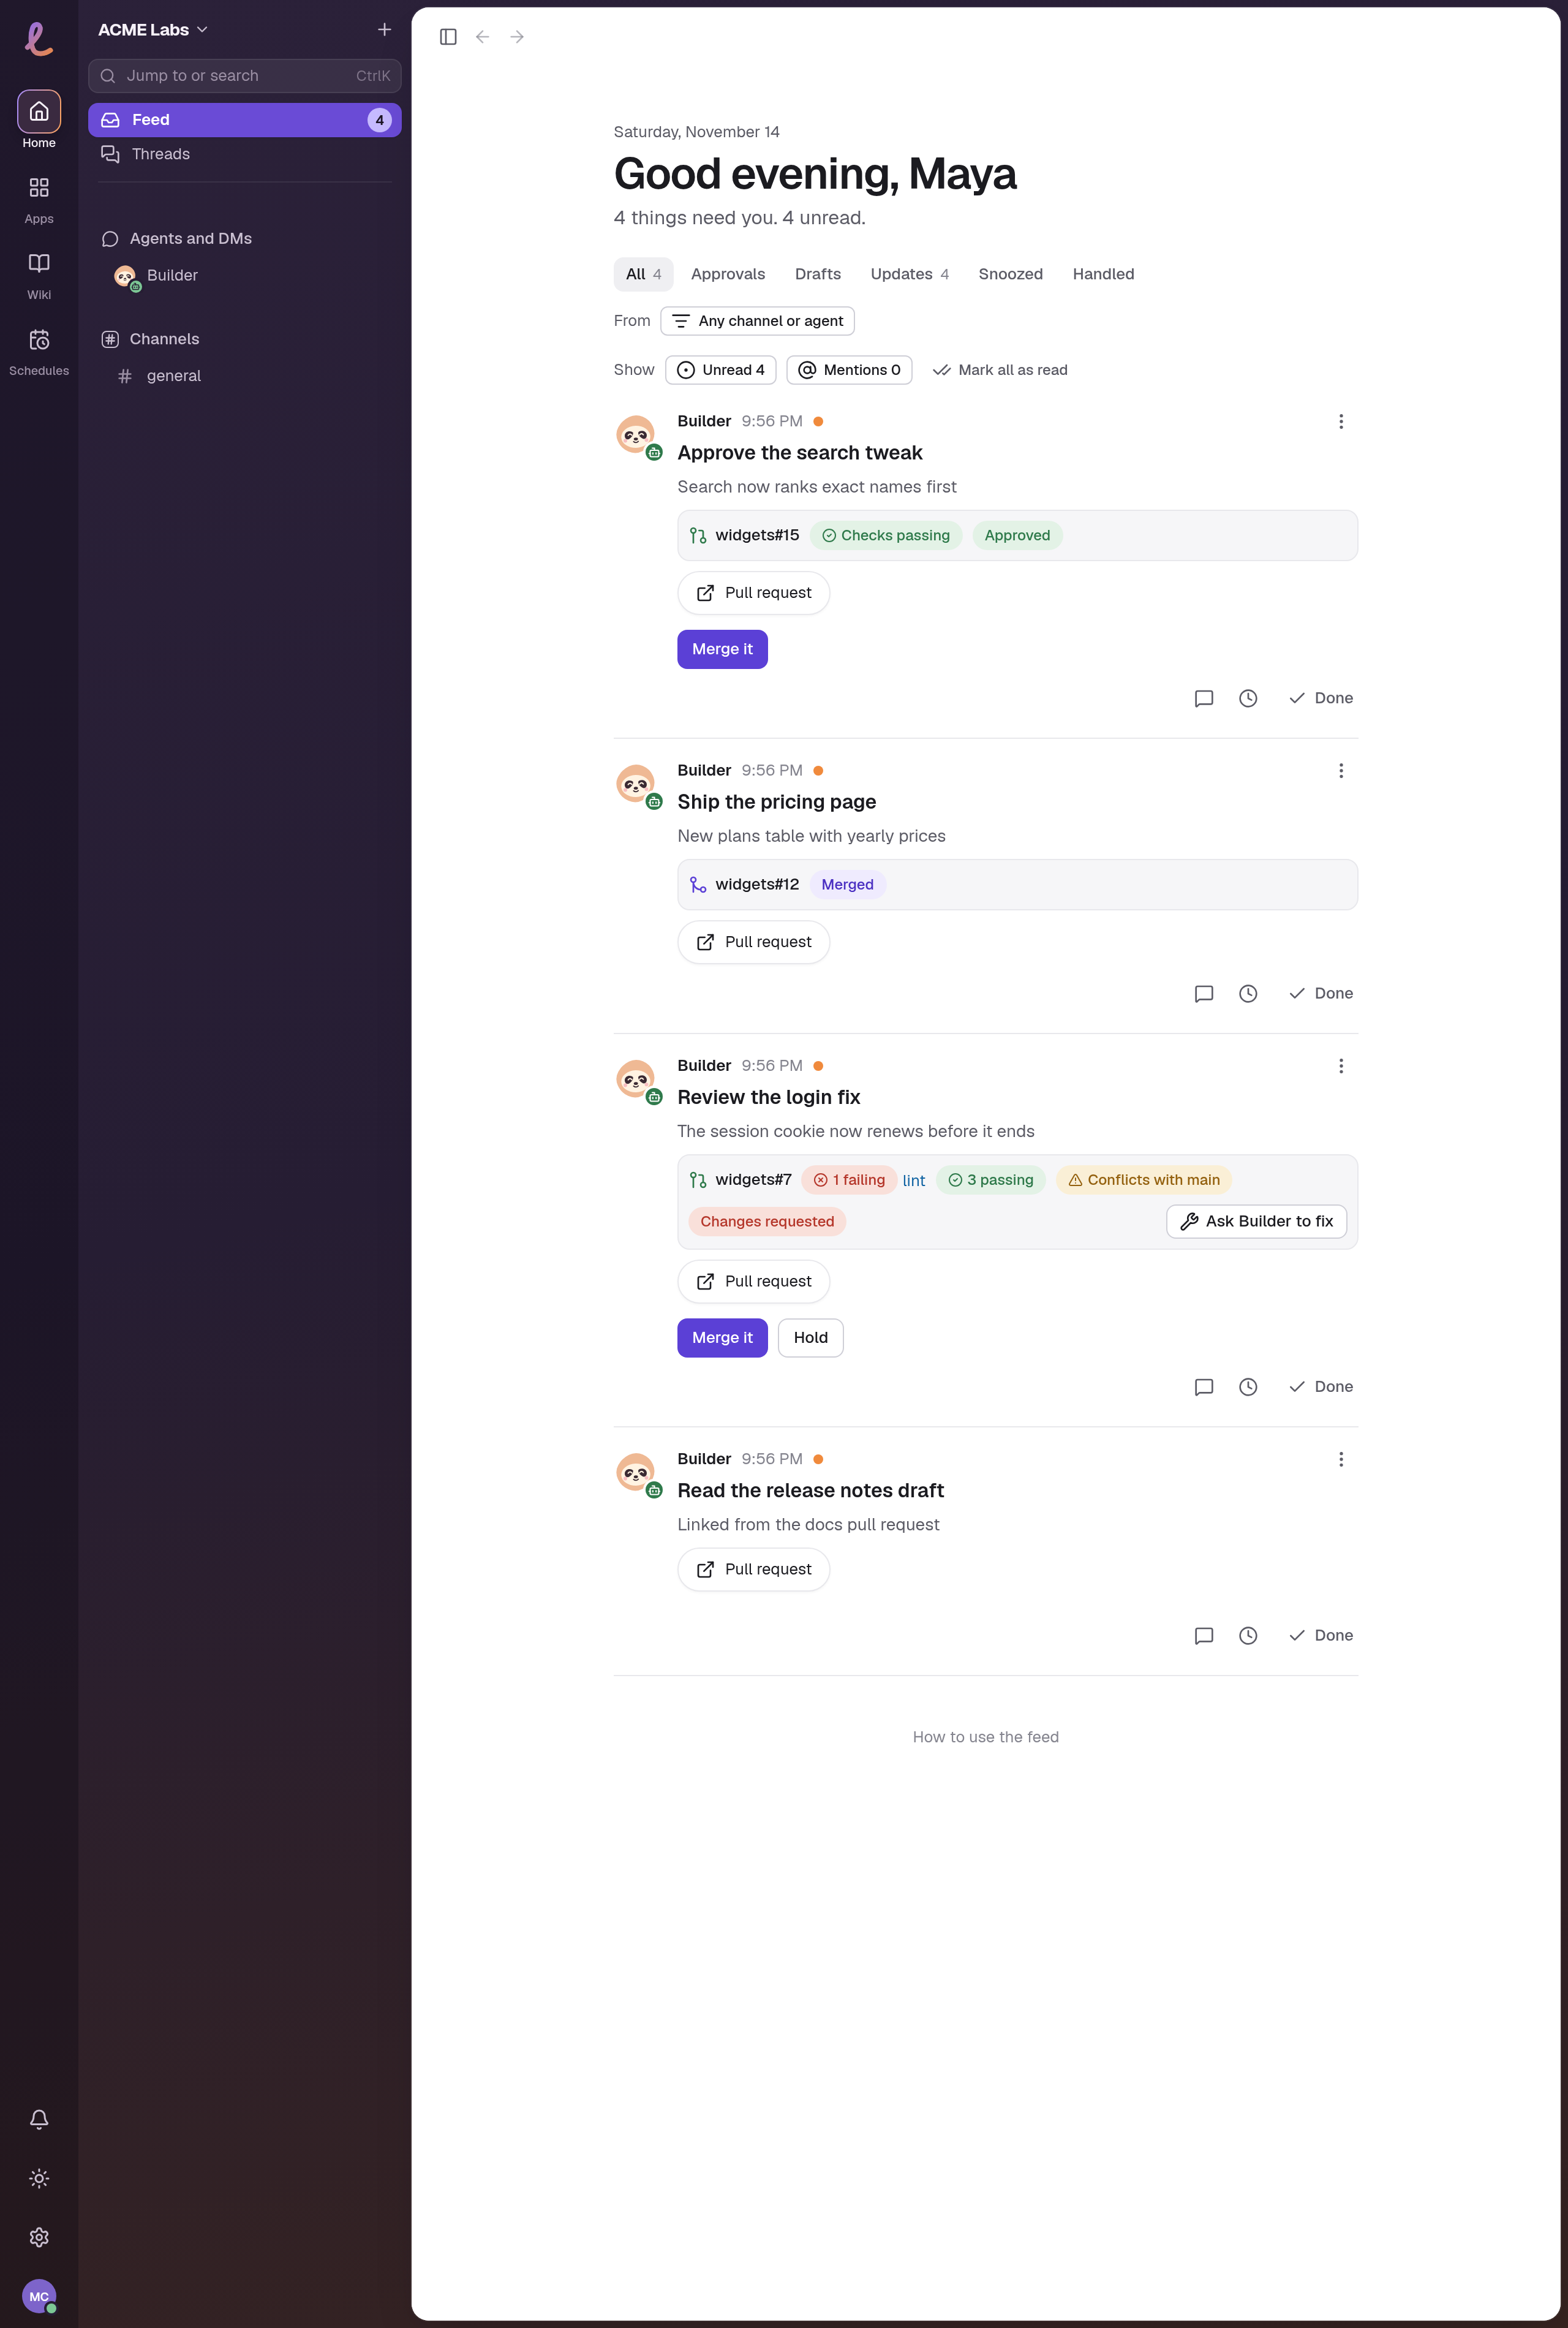 ACME Labs
Jump to or search CtrlK
Home
Feed 4
Threads
Apps
Agents and DMs
Builder
Wiki
Channels
general
Schedules
Saturday, November 14
Good evening, Maya
4 things need you. 4 unread.
All 4 Approvals Drafts Updates 4 Snoozed Handled
From Any channel or agent
Show Unread 4 Mentions 0 Mark all as read
Builder 9:56 PM
Approve the search tweak
Search now ranks exact names first
widgets#15 Checks passing Approved
Pull request
Merge it
Done
Builder 9:56 PM
Ship the pricing page
New plans table with yearly prices
widgets#12 Merged
Pull request
Done
Builder 9:56 PM
Review the login fix
The session cookie now renews before it ends
widgets#7 1 failing lint 3 passing Conflicts with main
Changes requested Ask Builder to fix
Pull request
Merge it Hold
Done
Builder 9:56 PM
Read the release notes draft
Linked from the docs pull request
Pull request
Done
How to use the feed
MC